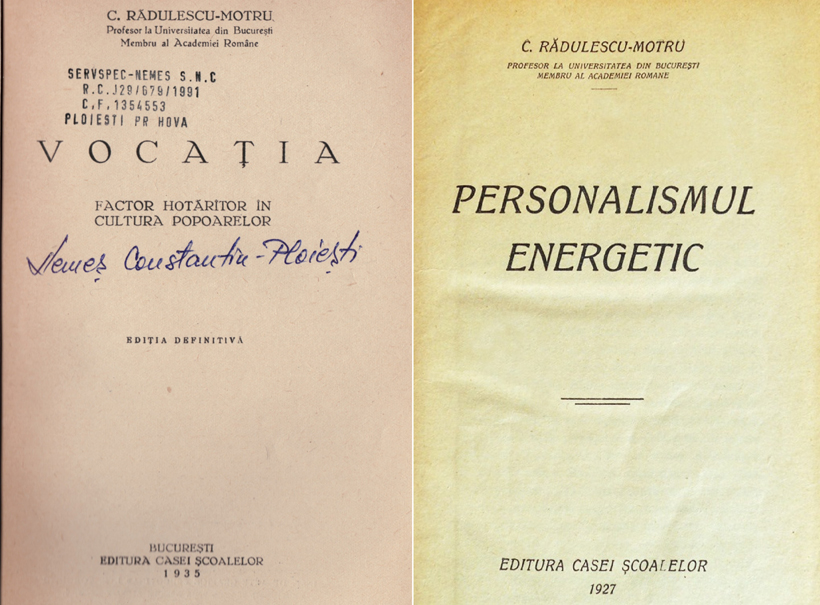 C. RĂDULESCU-MOTRU
Profesor la Universitatea din București
Membru al Academiei Române
SERVSPEC-NEMES S.N.C
R.C.J29/679/1991
C.F.1354553
PLOIESTI PR HOVA
VOCAȚIA
FACTOR HOTĂRÎTOR ÎN
CULTURA POPOARELOR
Nemeș Constantin-Ploiești
EDIȚIA DEFINITIVĂ
BUCUREȘTI
EDITURA CASEI ȘCOALELOR
1935
C. RĂDULESCU-MOTRU
PROFESOR LA UNIVERSITATEA DIN BUCUREȘTI
MEMBRU AL ACADEMIEI ROMANE
PERSONALISMUL
ENERGETIC
EDITURA CASEI ȘCOALELOR
1927